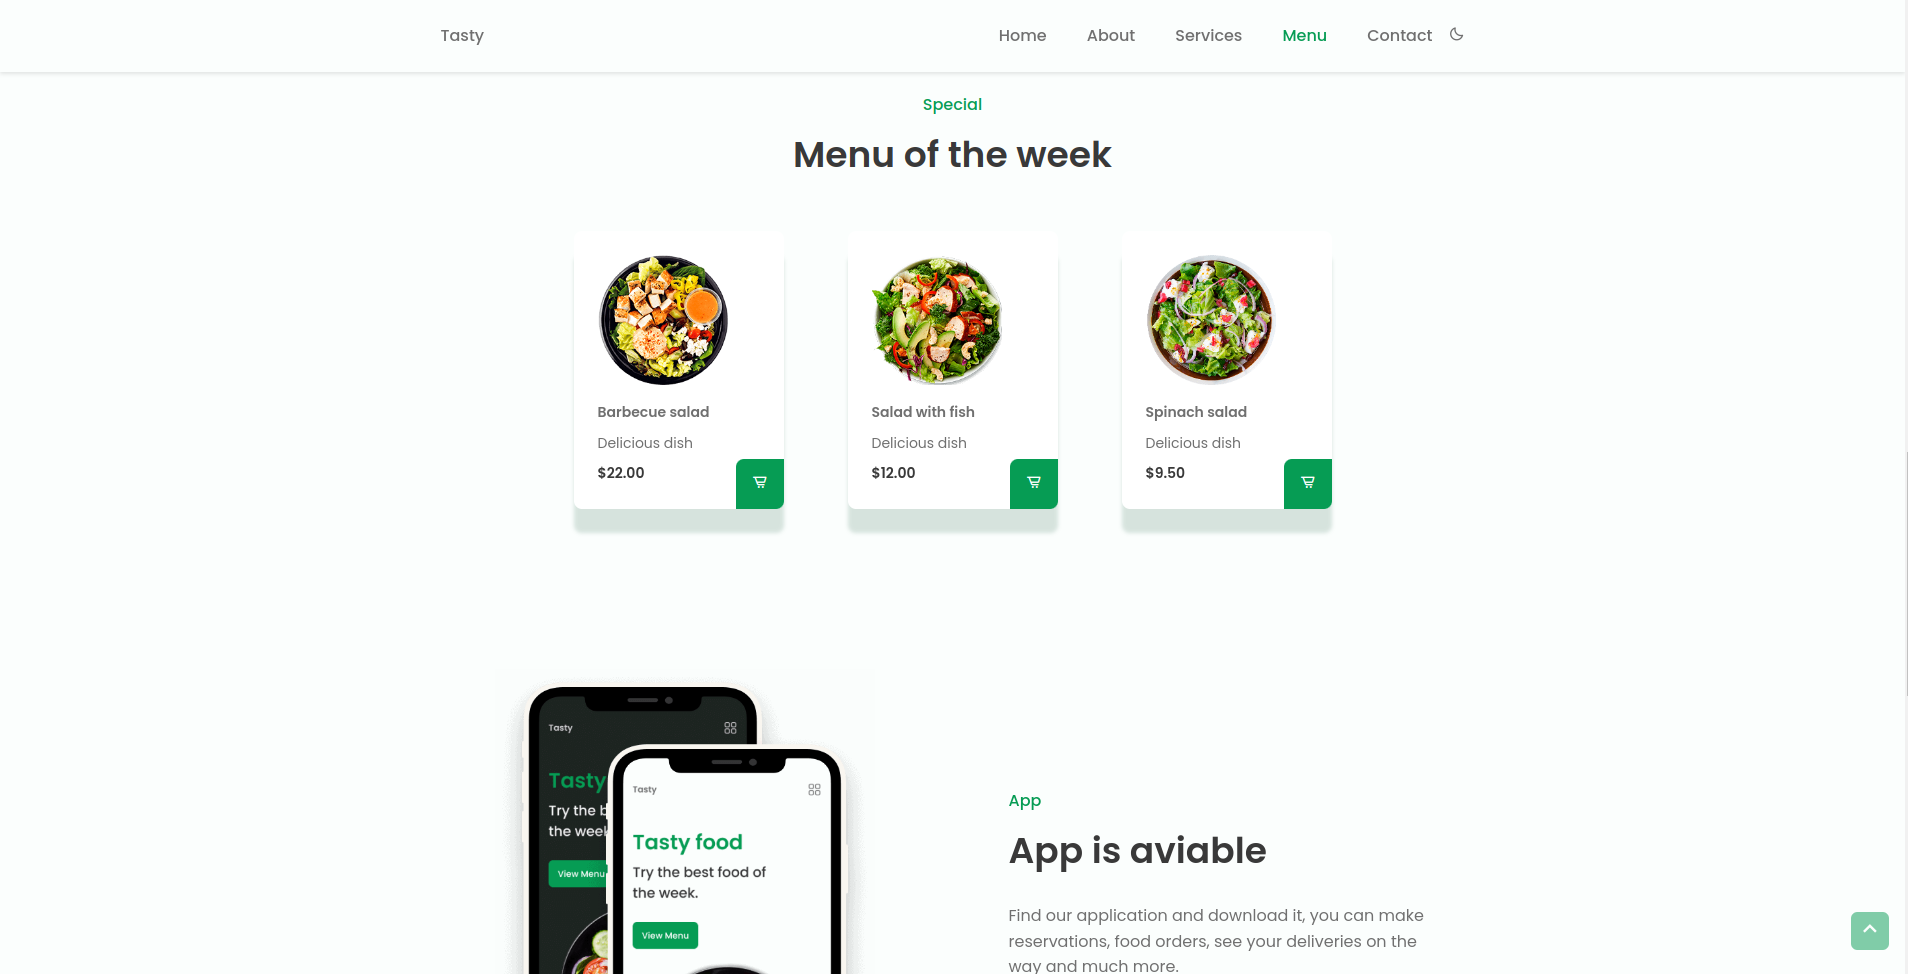 Tasty
Home
About
Services
Menu
Contact
Special
Menu of the week
Barbecue salad
Delicious dish
$22.00
Salad with fish
Delicious dish
$12.00
Spinach salad
Delicious dish
$9.50
Tasty
Tasty
Try the b
the week
View Menu
Tasty
Tasty food
Try the best food of
the week.
View Menu
App
App is aviable
Find our application and download it, you can make
reservations, food orders, see your deliveries on the
way and much more.